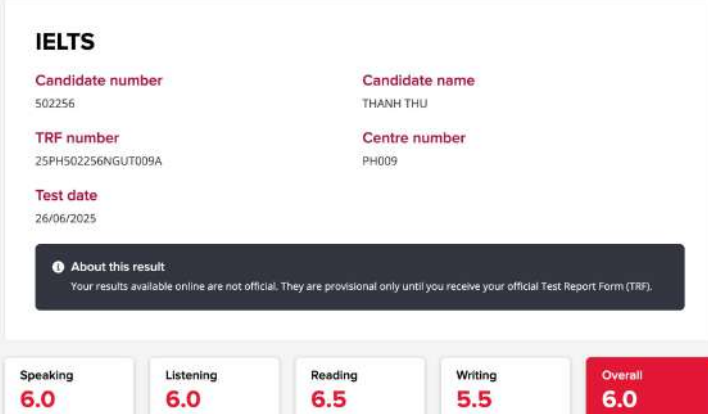 IELTS
Candidate number
Candidate name
502256
THANH THU
TRF number
Centre number
25PH502256NGUT009A
PH009
Test date
26/06/2025
About this result
Your results available online are not official. They are provisional only until you receive your official Test Report Form (TRF).
Speaking
Listening
Reading
Writing
Overall
6.0
6.0
6.5
5.5
6.0